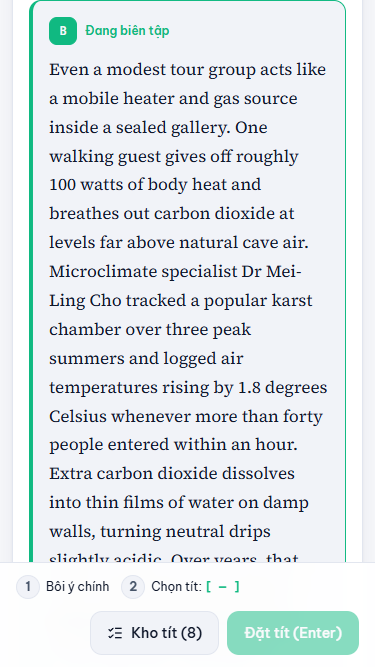 B Đang biên tập
Even a modest tour group acts like
a mobile heater and gas source
inside a sealed gallery. One
walking guest gives off roughly
100 watts of body heat and
breathes out carbon dioxide at
levels far above natural cave air.
Microclimate specialist Dr Mei-
Ling Cho tracked a popular karst
chamber over three peak
summers and logged air
temperatures rising by 1.8 degrees
Celsius whenever more than forty
people entered within an hour.
Extra carbon dioxide dissolves
into thin films of water on damp
walls, turning neutral drips
slightly acidic. Over years, that
1 Bôi ý chính 2 Chọn tít: [ – ]
Kho tít (8) Đặt tít (Enter)